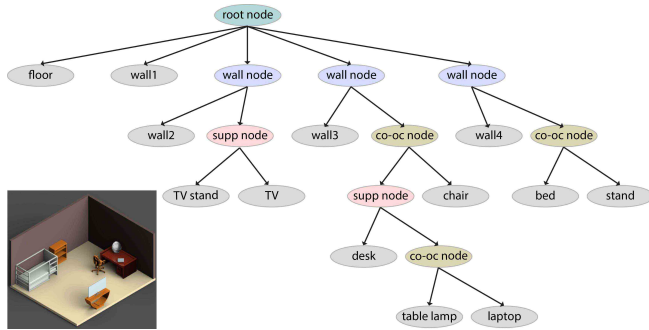 root node
floor
wall1
wall node
wall node
wall node
wall2
supp node
wall3
co-oc node
wall4
co-oc node
TV stand
TV
supp node
chair
bed
stand
desk
co-oc node
table lamp
laptop